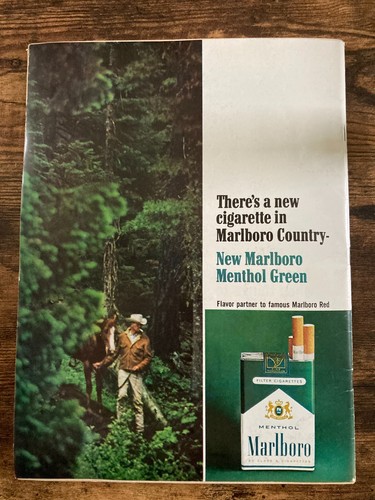 There's a new
cigarette in
Marlboro Country-
New Marlboro
Menthol Green
Flavor partner to famous Marlboro Red
FILTER CIGARETTES
MENTHOL
Marlboro